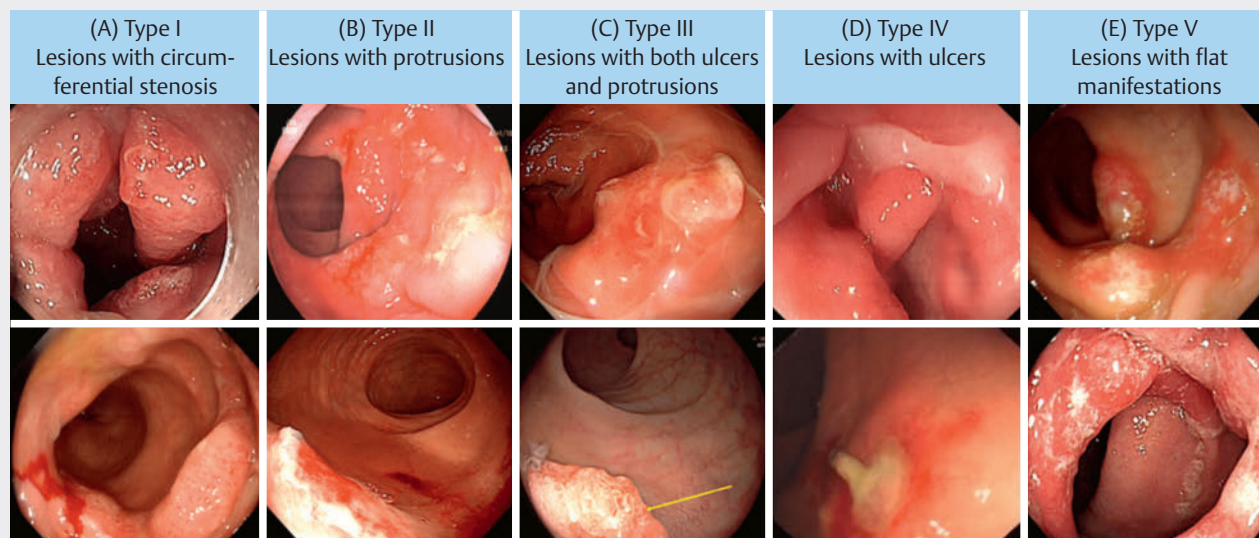 (A) Type I
Lesions with circum-
ferential stenosis
(B) Type II
Lesions with protrusions
(C) Type III
Lesions with both ulcers
and protrusions
(D) Type IV
Lesions with ulcers
(E) Type V
Lesions with flat
manifestations